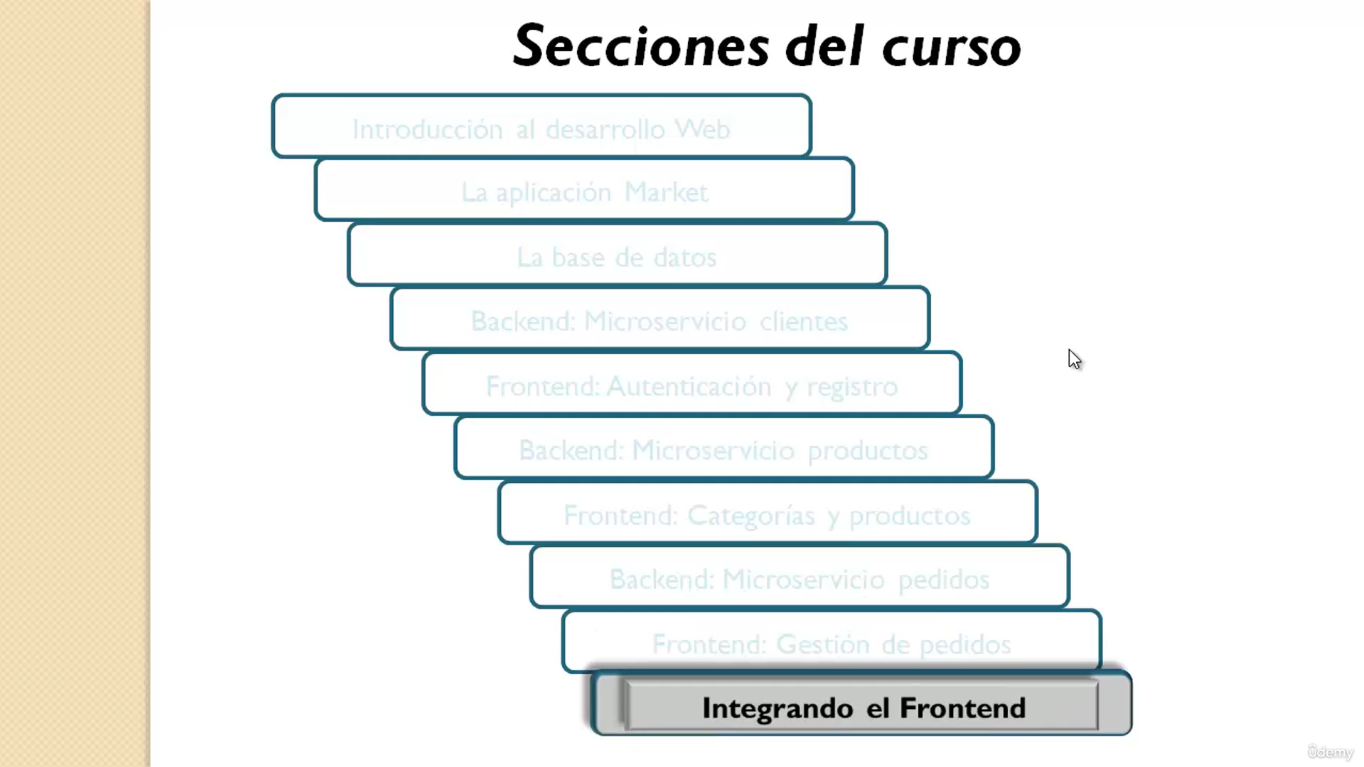 Secciones del curso
Introducción al desarrollo Web
La aplicación Market
La base de datos
Backend: Microservicio clientes
Frontend: Autenticación y registro
Backend: Microservicio productos
Frontend: Categorías y productos
Backend: Microservicio pedidos
Frontend: Gestión de pedidos
Integrando el Frontend
ûdemy